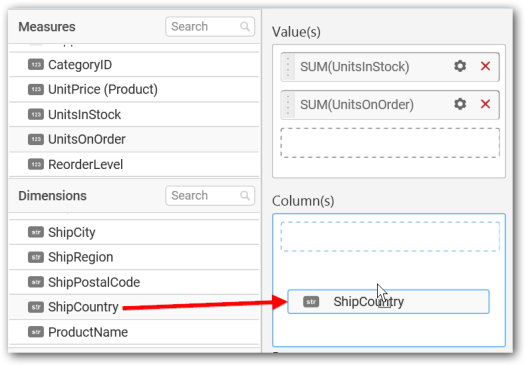 Measures
Search
123 CategoryID
123 UnitPrice (Product)
123 UnitsInStock
123 UnitsOnOrder
123 ReorderLevel
Dimensions
Search
str ShipCity
str ShipRegion
str ShipPostalCode
str ShipCountry
str ProductName
Value(s)
SUM(UnitsInStock)
SUM(UnitsOnOrder)
Column(s)
str ShipCountry